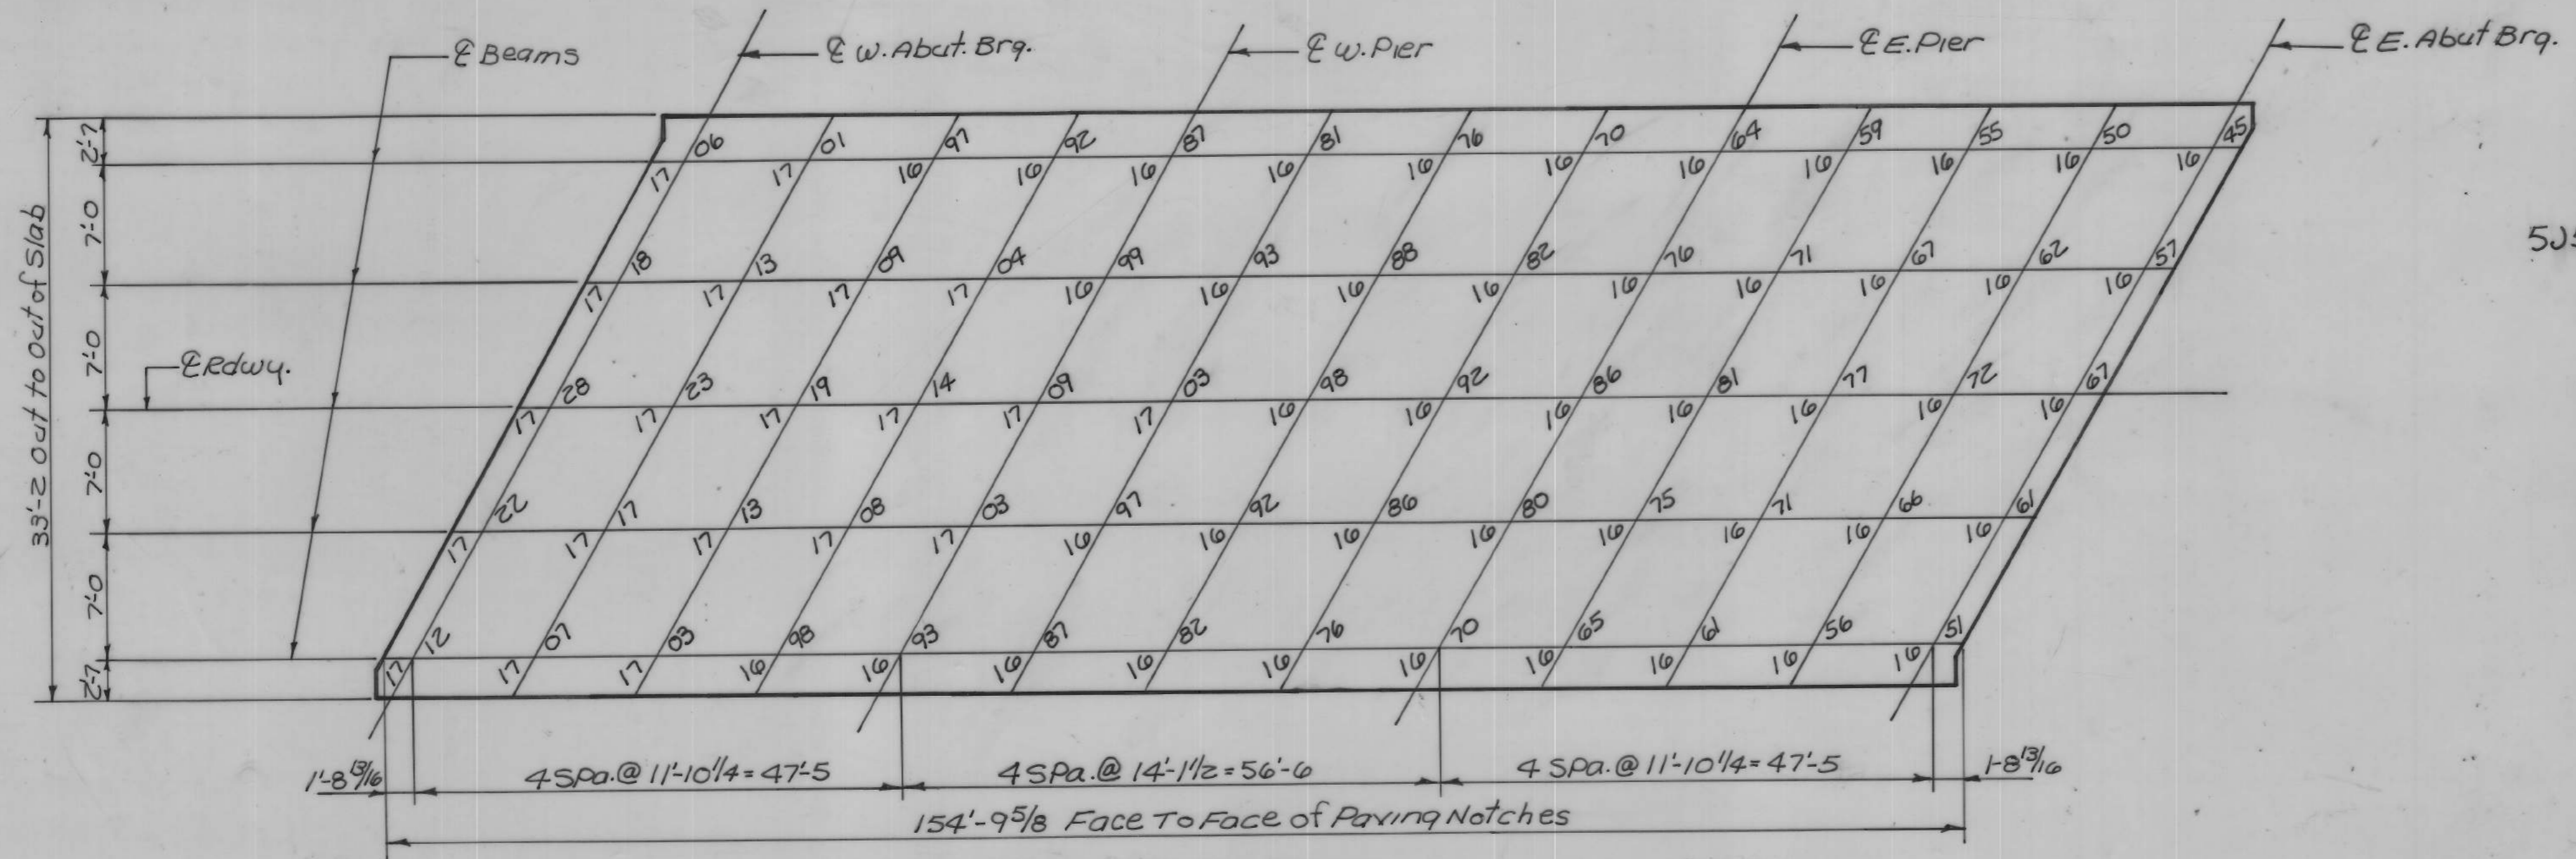 ℄ Beams
℄ W. Abut. Brg.
℄ W. Pier
℄ E. Pier
℄ E. Abut Brg.
2'-7
06 01 97 92 87 81 76 70 64 59 55 50 45
17 17 16 16 16 16 16 16 16 16 16 16 16
7'-0
18 13 09 04 99 93 88 82 76 71 67 62 57
17 17 17 17 16 16 16 16 16 16 16 16 16
33'-2 Out to Out of Slab
7'-0
℄ Rdwy.
28 23 19 14 09 03 98 92 86 81 77 72 67
17 17 17 17 17 17 16 16 16 16 16 16 16
7'-0
22 17 13 08 03 97 92 86 80 75 71 66 61
17 17 17 17 17 16 16 16 16 16 16 16 16
7'-0
12 07 03 98 93 87 82 76 70 65 61 56 51
17 17 17 16 16 16 16 16 16 16 16 16 16
2'-7
1'-8 13/16
4 Spa. @ 11'-10 1/4 = 47'-5
4 Spa. @ 14'-1 1/2 = 56'-6
4 Spa. @ 11'-10 1/4 = 47'-5
1-8 13/16
154'-9 5/8 Face To Face of Paving Notches